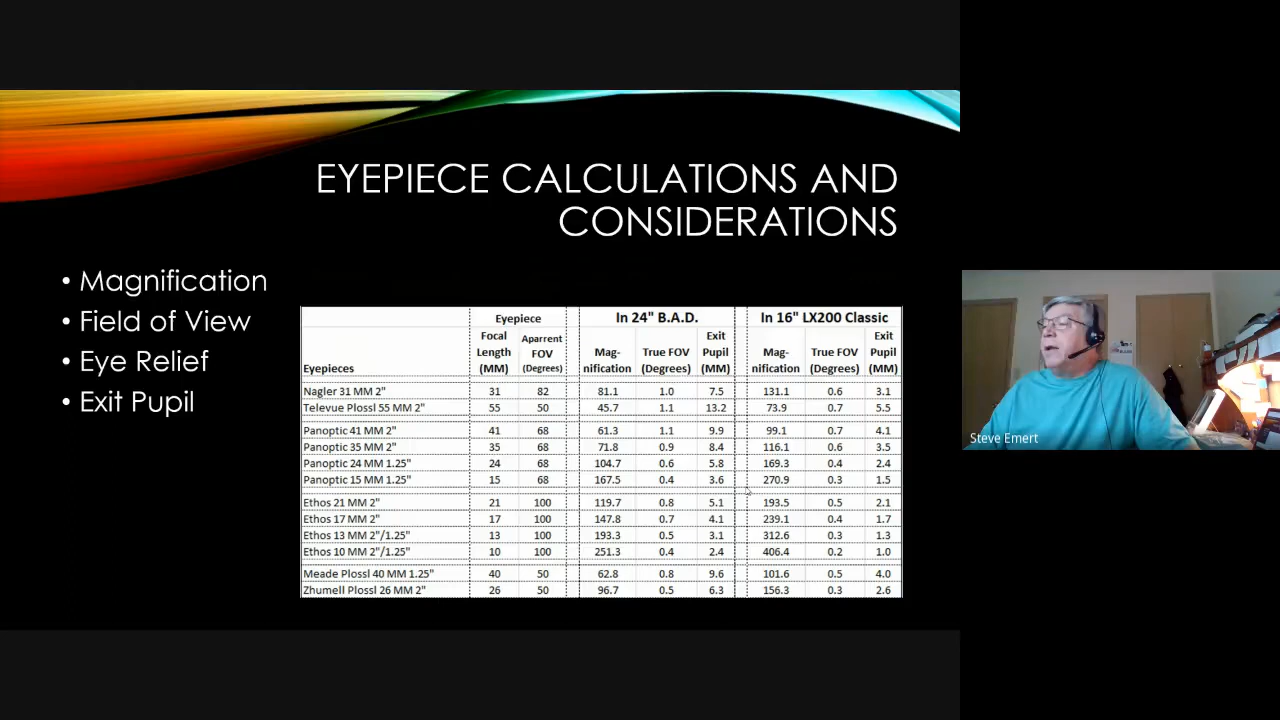 EYEPIECE CALCULATIONS AND
CONSIDERATIONS
• Magnification
• Field of View
• Eye Relief
• Exit Pupil
Eyepiece In 24" B.A.D. In 16" LX200 Classic
Eyepieces Focal Length (MM) Aparrent FOV (Degrees) Mag-nification True FOV (Degrees) Exit Pupil (MM) Mag-nification True FOV (Degrees) Exit Pupil (MM)
Nagler 31 MM 2" 31 82 81.1 1.0 7.5 131.1 0.6 3.1
Televue Plossl 55 MM 2" 55 50 45.7 1.1 13.2 73.9 0.7 5.5
Panoptic 41 MM 2" 41 68 61.3 1.1 9.9 99.1 0.7 4.1
Panoptic 35 MM 2" 35 68 71.8 0.9 8.4 116.1 0.6 3.5
Panoptic 24 MM 1.25" 24 68 104.7 0.6 5.8 169.3 0.4 2.4
Panoptic 15 MM 1.25" 15 68 167.5 0.4 3.6 270.9 0.3 1.5
Ethos 21 MM 2" 21 100 119.7 0.8 5.1 193.5 0.5 2.1
Ethos 17 MM 2" 17 100 147.8 0.7 4.1 239.1 0.4 1.7
Ethos 13 MM 2"/1.25" 13 100 193.3 0.5 3.1 312.6 0.3 1.3
Ethos 10 MM 2"/1.25" 10 100 251.3 0.4 2.4 406.4 0.2 1.0
Meade Plossl 40 MM 1.25" 40 50 62.8 0.8 9.6 101.6 0.5 4.0
Zhumell Plossl 26 MM 2" 26 50 96.7 0.5 6.3 156.3 0.3 2.6
Steve Emert